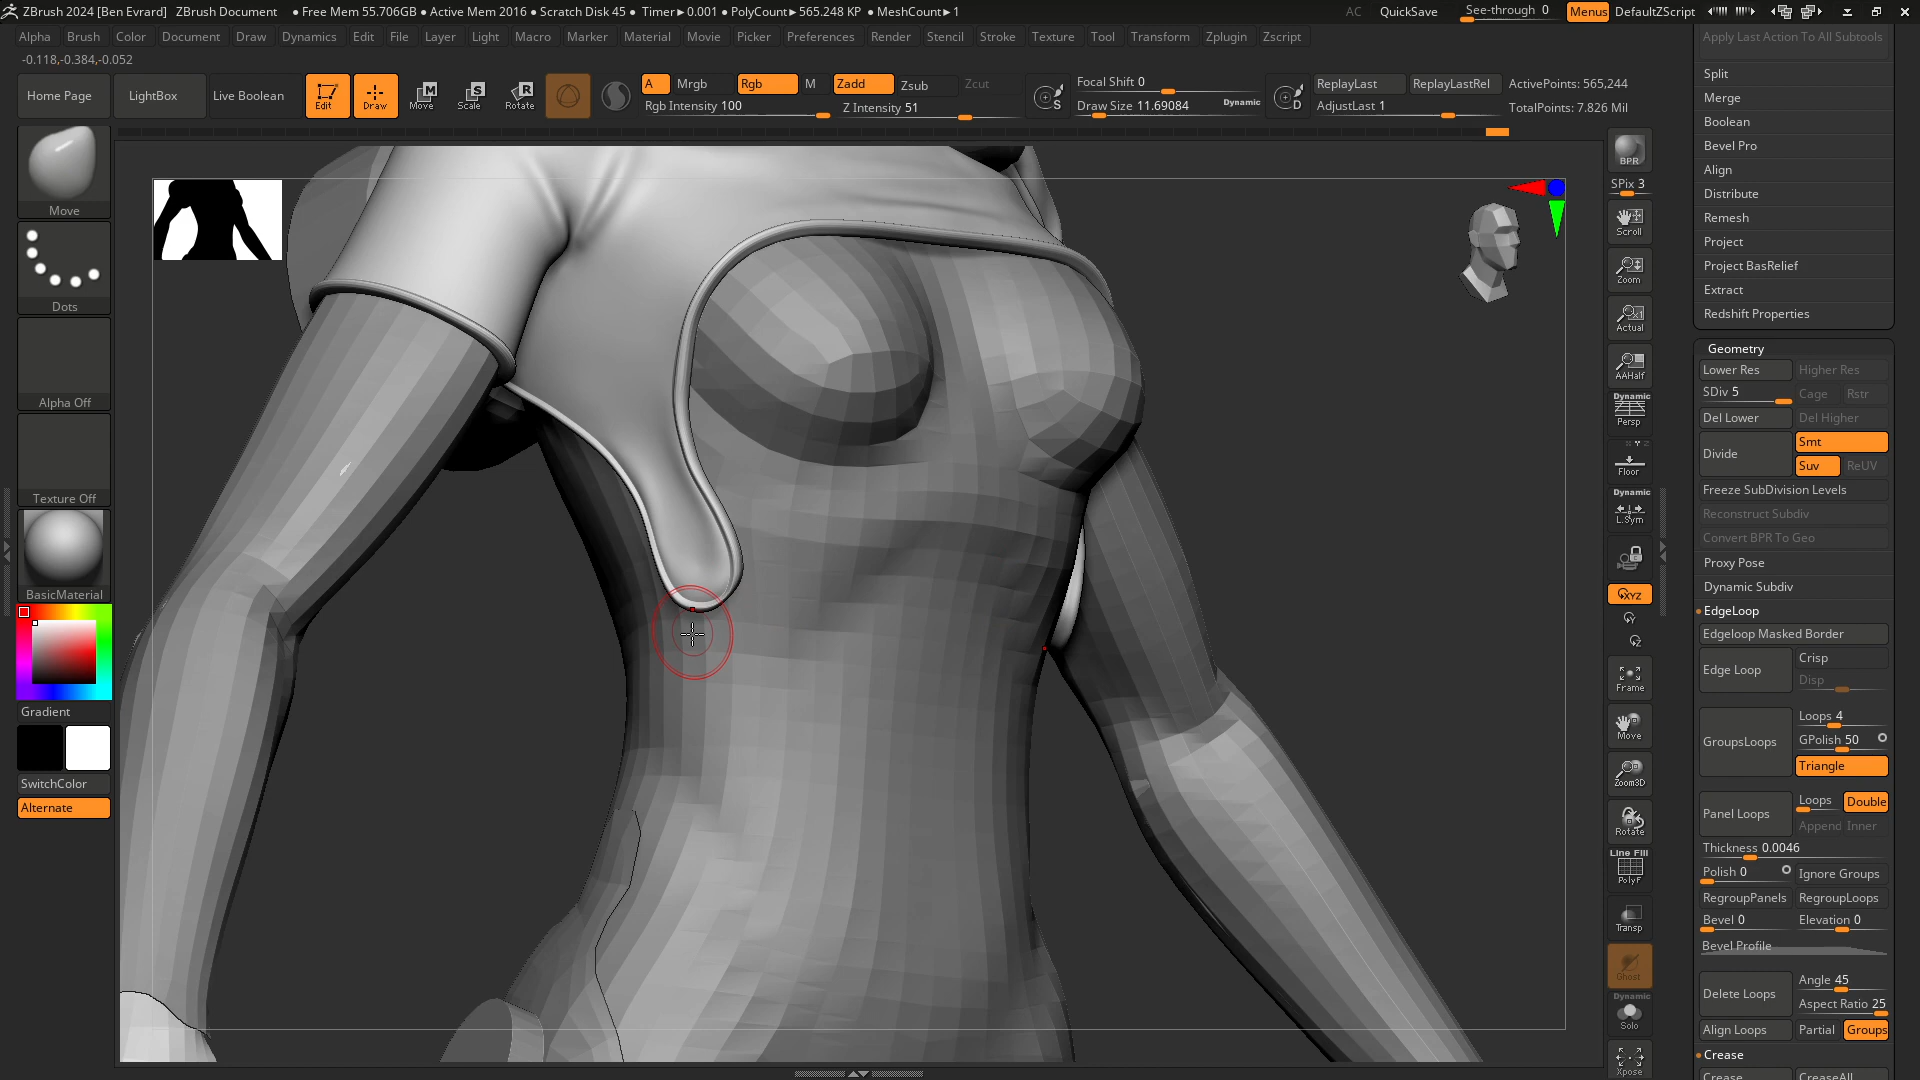 ZBrush 2024 [Ben Evrard] ZBrush Document ● Free Mem 55.706GB ● Active Mem 2016 ● Scratch Disk 45 ● Timer▸0.001 ● PolyCount▸565.248 KP ● MeshCount▸1 AC QuickSave See-through 0 Menus DefaultZScript
Alpha Brush Color Document Draw Dynamics Edit File Layer Light Macro Marker Material Movie Picker Preferences Render Stencil Stroke Texture Tool Transform Zplugin Zscript
-0.118,-0.384,-0.052
Home Page LightBox Live Boolean Edit Draw Move Scale Rotate
A Mrgb Rgb M Zadd Zsub Zcut
Rgb Intensity 100 Z Intensity 51
S
Focal Shift 0
Draw Size 11.69084 Dynamic
D
ReplayLast ReplayLastRel
AdjustLast 1
ActivePoints: 565,244
TotalPoints: 7.826 Mil
Move
Dots
Alpha Off
Texture Off
BasicMaterial
Gradient
SwitchColor
Alternate
BPR
SPix 3
Scroll
Zoom
Actual
AAHalf
Dynamic
Persp
Floor
Dynamic
L.Sym
XYZ
Frame
Move
Zoom3D
Rotate
Line Fill
PolyF
Transp
Ghost
Dynamic
Solo
Xpose
Apply Last Action To All Subtools
Split
Merge
Boolean
Bevel Pro
Align
Distribute
Remesh
Project
Project BasRelief
Extract
Redshift Properties
Geometry
Lower Res Higher Res
SDiv 5 Cage Rstr
Del Lower Del Higher
Divide Smt
Suv ReUV
Freeze SubDivision Levels
Reconstruct Subdiv
Convert BPR To Geo
Proxy Pose
Dynamic Subdiv
EdgeLoop
Edgeloop Masked Border
Edge Loop Crisp
Disp
GroupsLoops Loops 4
GPolish 50
Triangle
Panel Loops Loops Double
Append Inner
Thickness 0.0046
Polish 0 Ignore Groups
RegroupPanels RegroupLoops
Bevel 0 Elevation 0
Bevel Profile
Delete Loops Angle 45
Aspect Ratio 25
Align Loops Partial Groups
Crease
Crease CreaseAll